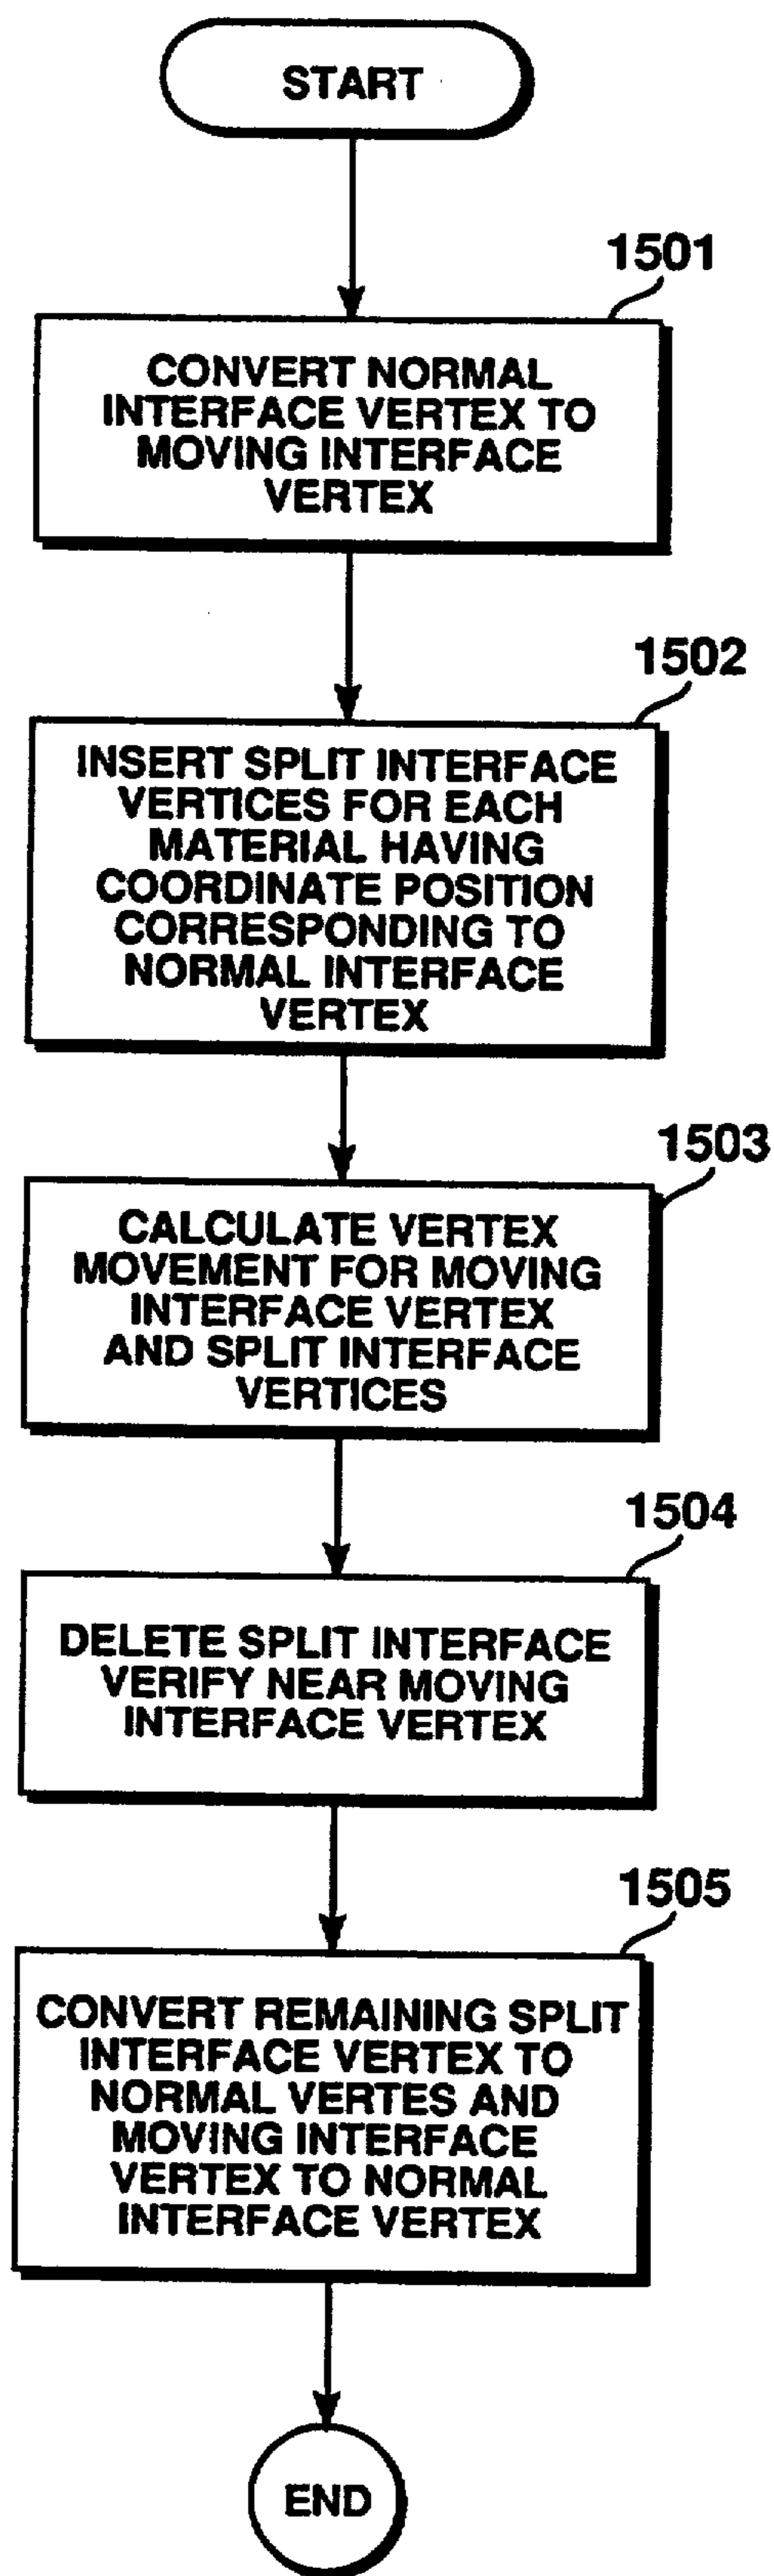 START
1501
CONVERT NORMAL
INTERFACE VERTEX TO
MOVING INTERFACE
VERTEX
1502
INSERT SPLIT INTERFACE
VERTICES FOR EACH
MATERIAL HAVING
COORDINATE POSITION
CORRESPONDING TO
NORMAL INTERFACE
VERTEX
1503
CALCULATE VERTEX
MOVEMENT FOR MOVING
INTERFACE VERTEX
AND SPLIT INTERFACE
VERTICES
1504
DELETE SPLIT INTERFACE
VERIFY NEAR MOVING
INTERFACE VERTEX
1505
CONVERT REMAINING SPLIT
INTERFACE VERTEX TO
NORMAL VERTES AND
MOVING INTERFACE
VERTEX TO NORMAL
INTERFACE VERTEX
END